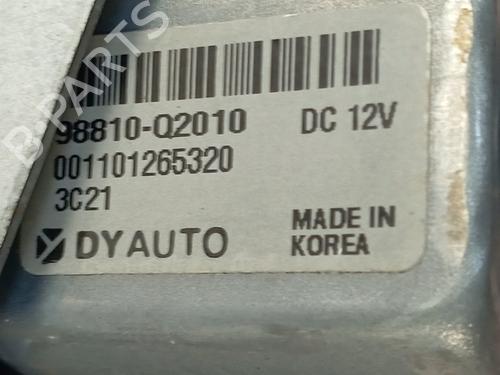 B-PARTS
98810-Q2010 DC 12V
001101265320
3C21
DYAUTO
MADE IN
KOREA